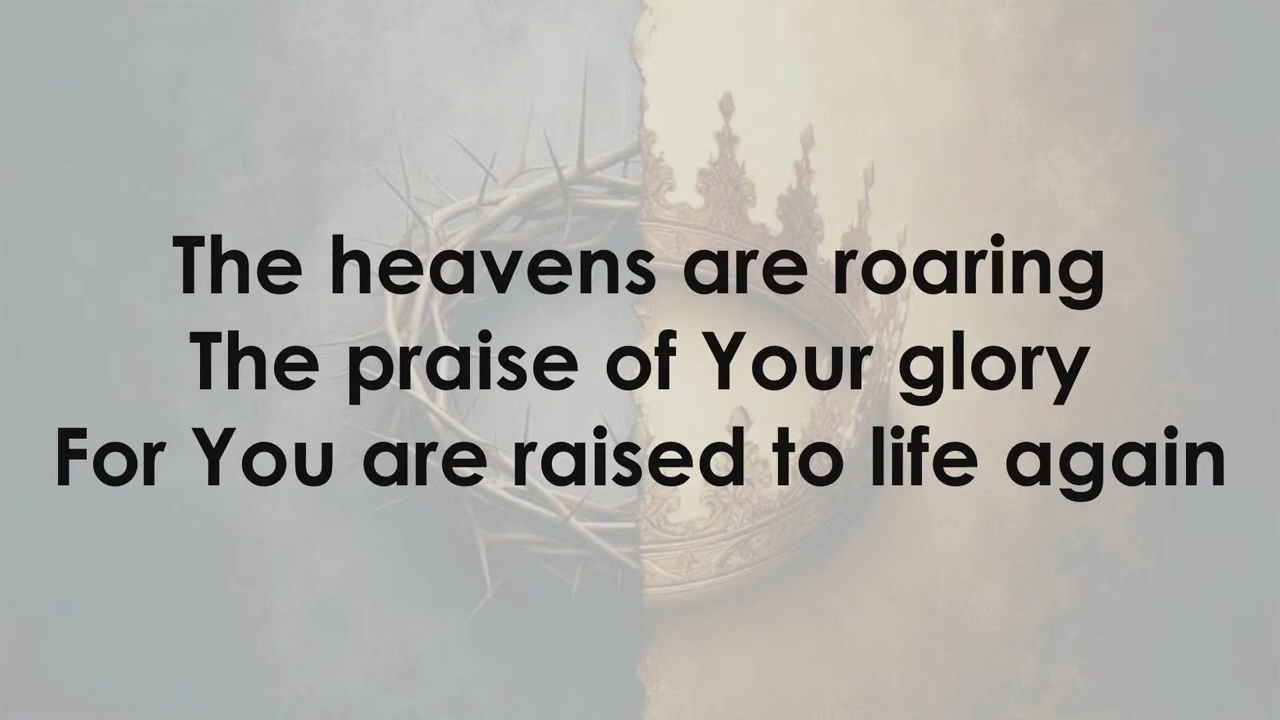 The heavens are roaring
The praise of Your glory
For You are raised to life again